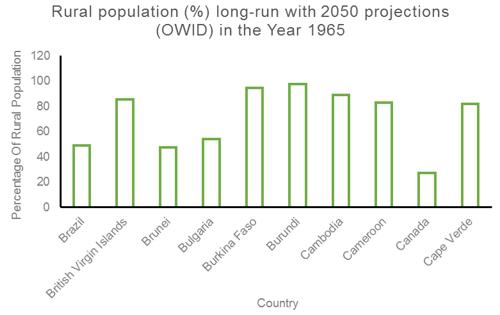 Rural population (%) long-run with 2050 projections
(OWID) in the Year 1965
Percentage Of Rural Population
120
100
80
60
40
20
0
Brazil
British Virgin Islands
Brunei
Bulgaria
Burkina Faso
Burundi
Cambodia
Cameroon
Canada
Cape Verde
Country